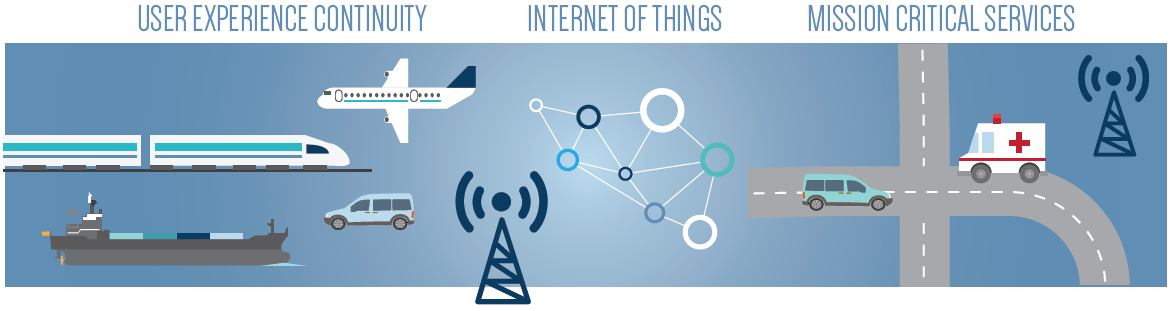 USER EXPERIENCE CONTINUITY
INTERNET OF THINGS
MISSION CRITICAL SERVICES